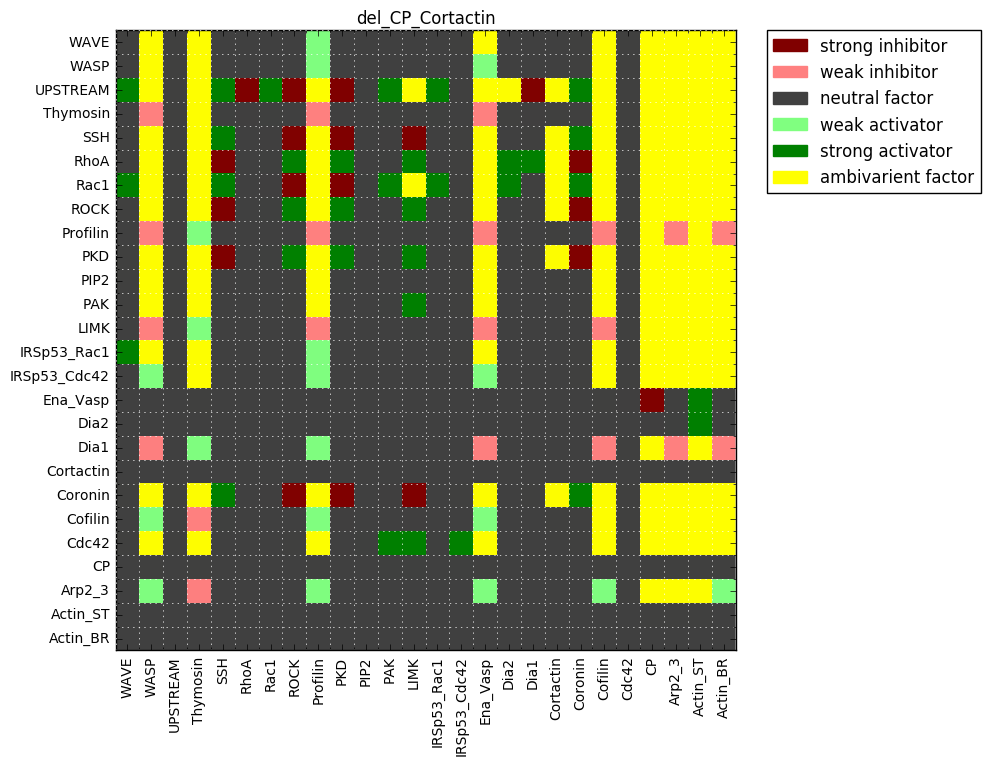 del_CP_Cortactin
WAVE
WASP
UPSTREAM
Thymosin
SSH
RhoA
Rac1
ROCK
Profilin
PKD
PIP2
PAK
LIMK
IRSp53_Rac1
IRSp53_Cdc42
Ena_Vasp
Dia2
Dia1
Cortactin
Coronin
Cofilin
Cdc42
CP
Arp2_3
Actin_ST
Actin_BR
WAVE
WASP
UPSTREAM
Thymosin
SSH
RhoA
Rac1
ROCK
Profilin
PKD
PIP2
PAK
LIMK
IRSp53_Rac1
IRSp53_Cdc42
Ena_Vasp
Dia2
Dia1
Cortactin
Coronin
Cofilin
Cdc42
CP
Arp2_3
Actin_ST
Actin_BR
strong inhibitor
weak inhibitor
neutral factor
weak activator
strong activator
ambivarient factor